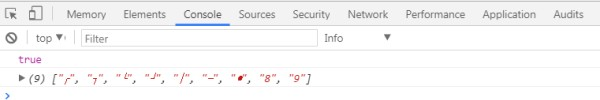 Memory Elements Console Sources Security Network Performance Application Audits
top Filter Info
true
(9) ["╭", "╮", "╰", "╯", "|", "—", "●", "8", "9"]